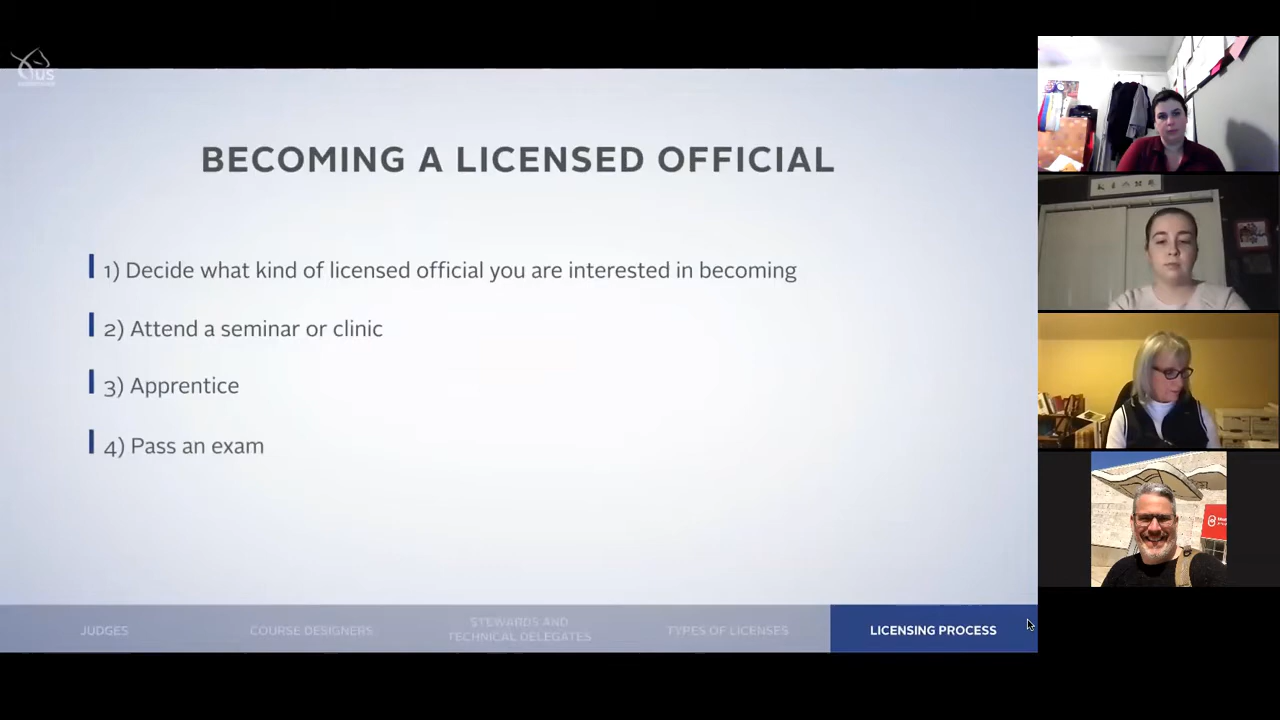 US
BECOMING A LICENSED OFFICIAL
1) Decide what kind of licensed official you are interested in becoming
2) Attend a seminar or clinic
3) Apprentice
4) Pass an exam
JUDGES
COURSE DESIGNERS
STEWARDS AND
TECHNICAL DELEGATES
TYPES OF LICENSES
LICENSING PROCESS